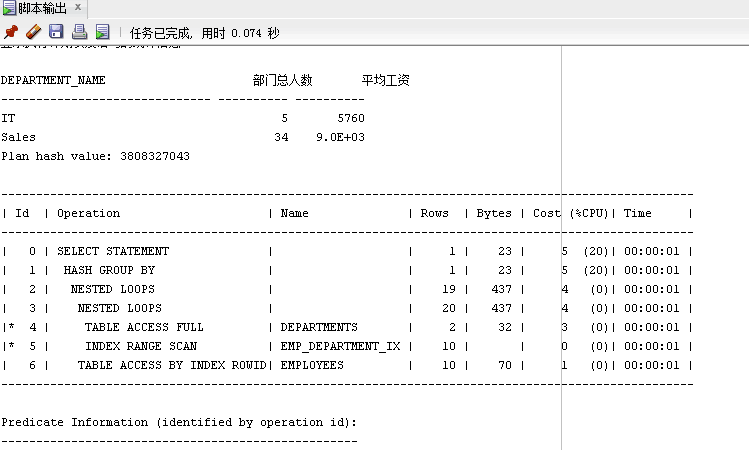 脚本输出 x
任务已完成, 用时 0.074 秒
DEPARTMENT_NAME 部门总人数 平均工资
------------------------------ ---------- ----------
IT 5 5760
Sales 34 9.0E+03
Plan hash value: 3808327043
---------------------------------------------------------------------------------------------------
| Id | Operation | Name | Rows | Bytes | Cost (%CPU)| Time |
---------------------------------------------------------------------------------------------------
| 0 | SELECT STATEMENT | | 1 | 23 | 5 (20)| 00:00:01 |
| 1 | HASH GROUP BY | | 1 | 23 | 5 (20)| 00:00:01 |
| 2 | NESTED LOOPS | | 19 | 437 | 4 (0)| 00:00:01 |
| 3 | NESTED LOOPS | | 20 | 437 | 4 (0)| 00:00:01 |
|* 4 | TABLE ACCESS FULL | DEPARTMENTS | 2 | 32 | 3 (0)| 00:00:01 |
|* 5 | INDEX RANGE SCAN | EMP_DEPARTMENT_IX | 10 | | 0 (0)| 00:00:01 |
| 6 | TABLE ACCESS BY INDEX ROWID| EMPLOYEES | 10 | 70 | 1 (0)| 00:00:01 |
---------------------------------------------------------------------------------------------------
Predicate Information (identified by operation id):
---------------------------------------------------